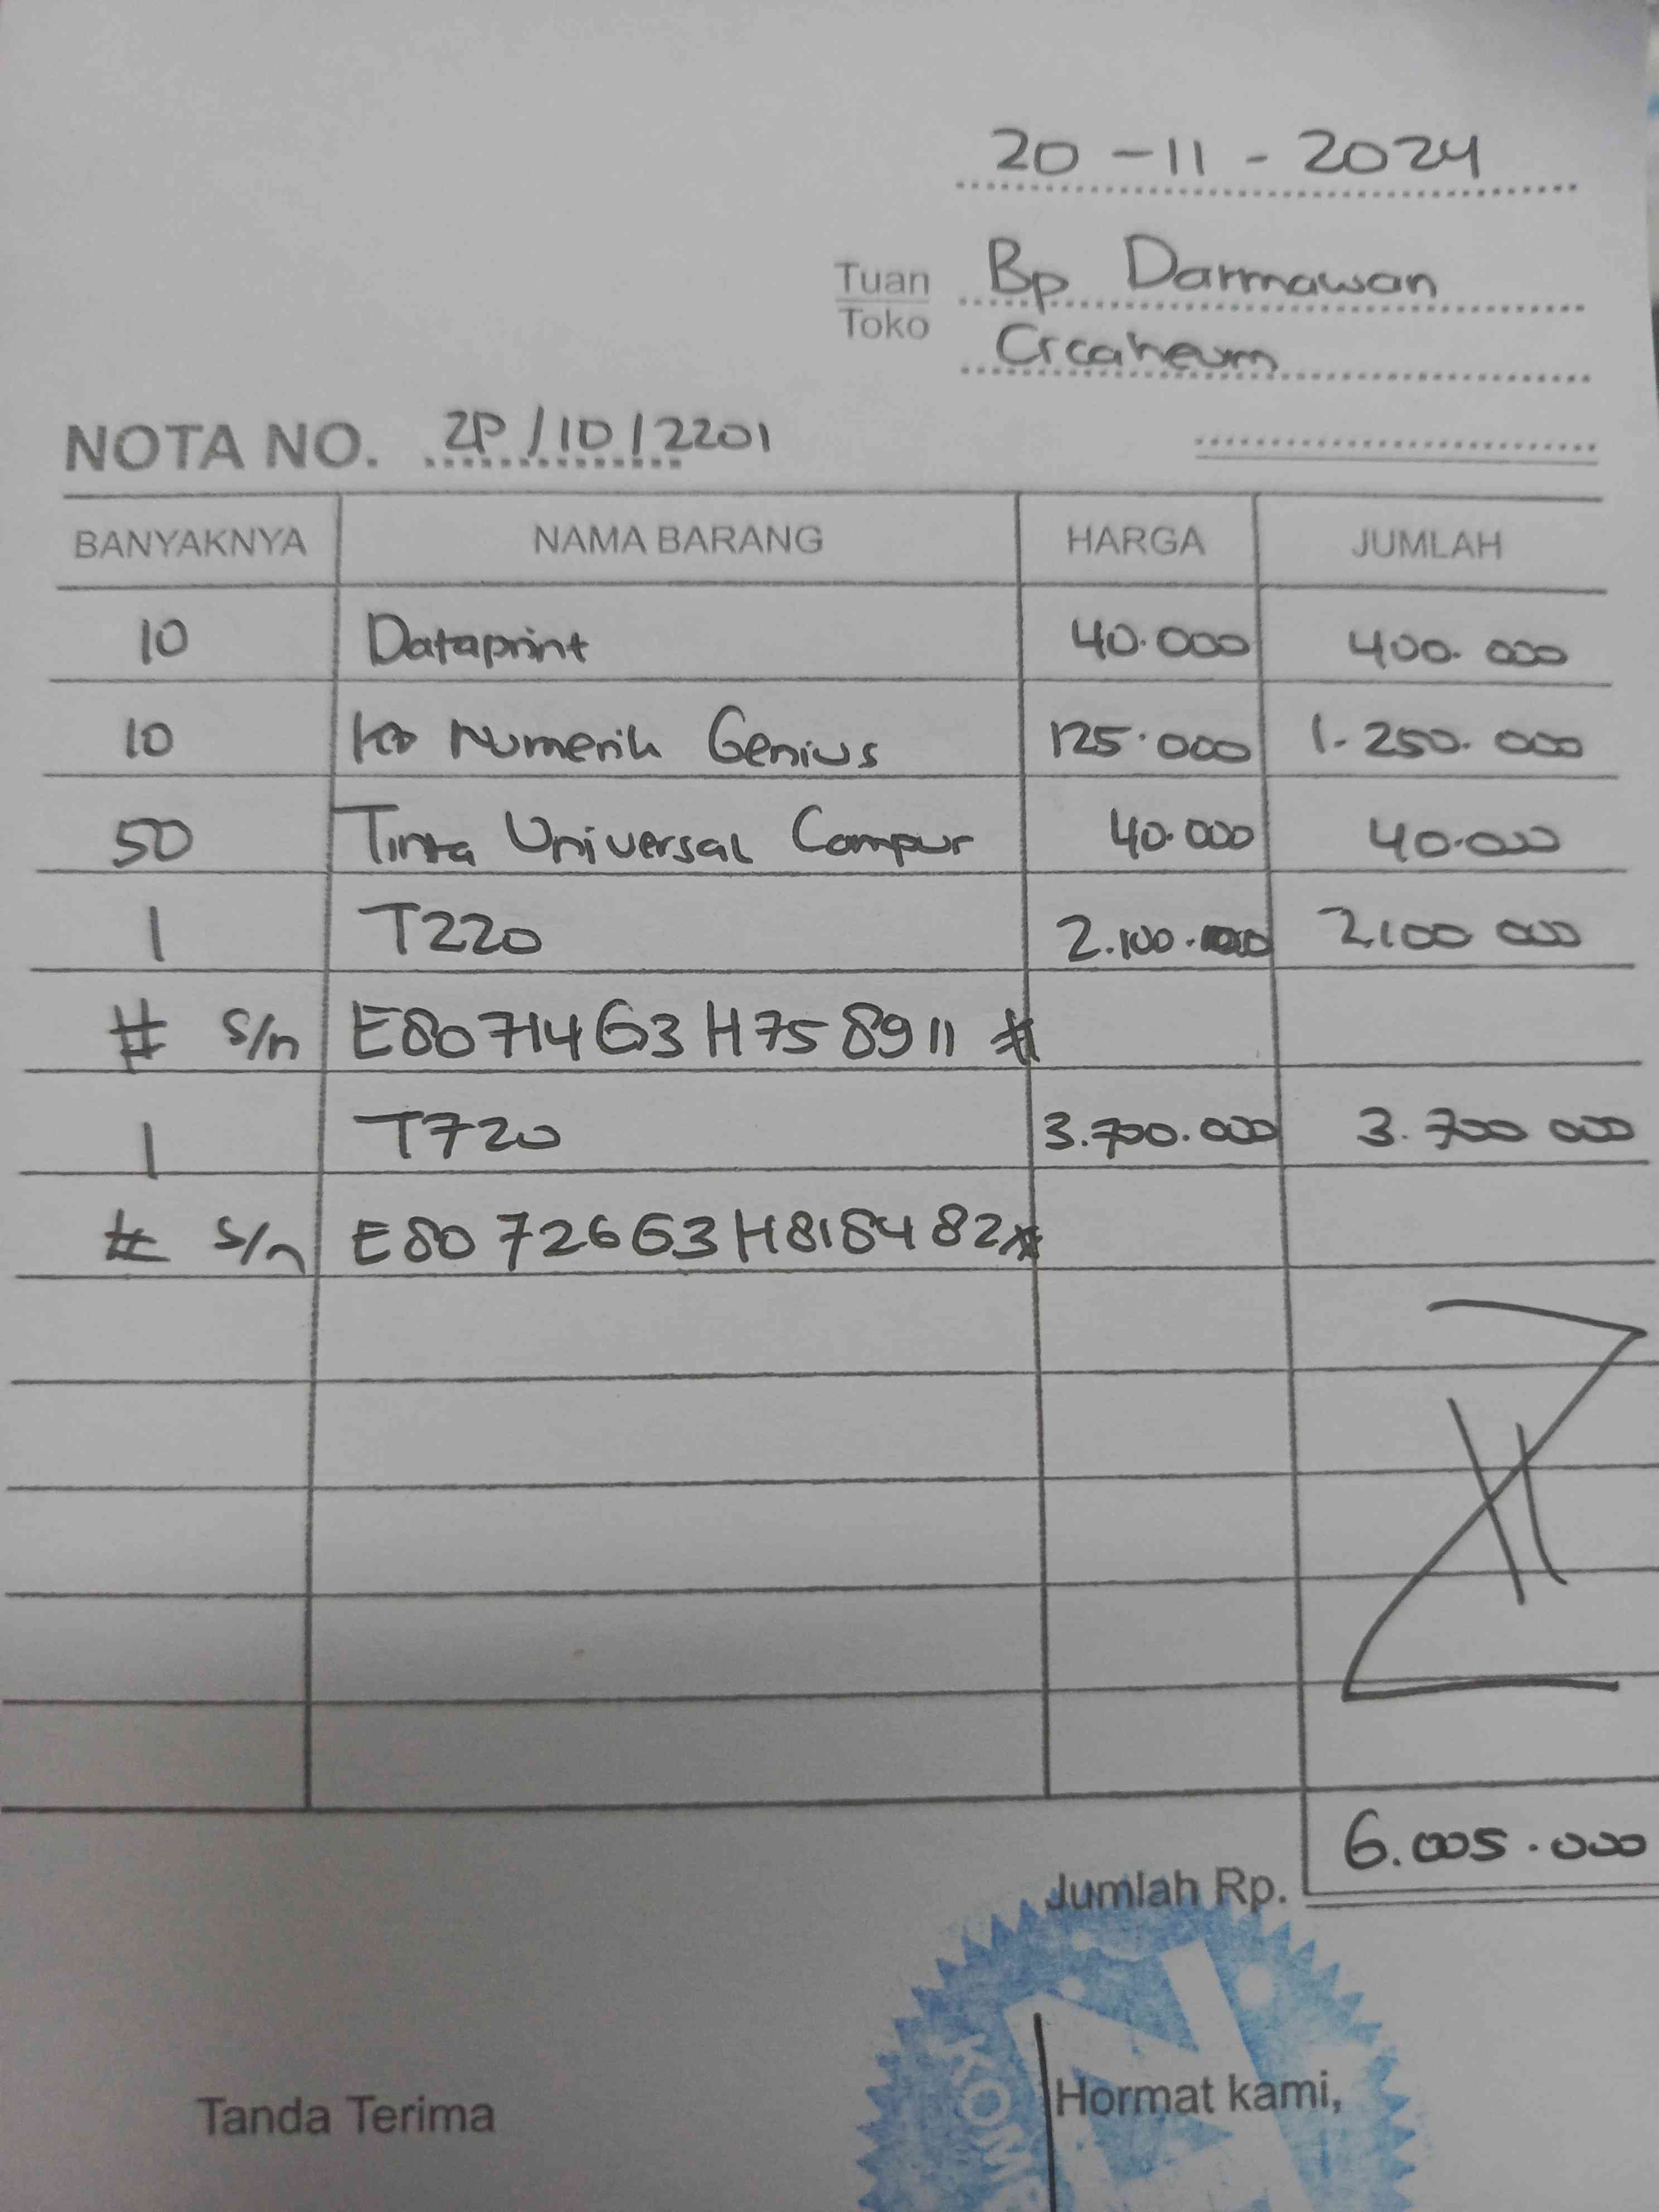 20 - 11 - 2024
Tuan Bp Darmawan
Toko Cicaheum
NOTA NO. ZP/10/2201
BANYAKNYA NAMA BARANG HARGA JUMLAH
10 Dataprint 40.000 400.000
10 Kb Numerik Genius 125.000 1.250.000
50 Tinta Universal Campur 40.000 40.000
1 T220 2.100.000 2.100 000
# s/n E80714G3H758911 #
1 T720 3.700.000 3.700 000
# s/n E80726G3H818482#
Jumlah Rp. 6.005.000
Tanda Terima Hormat kami,